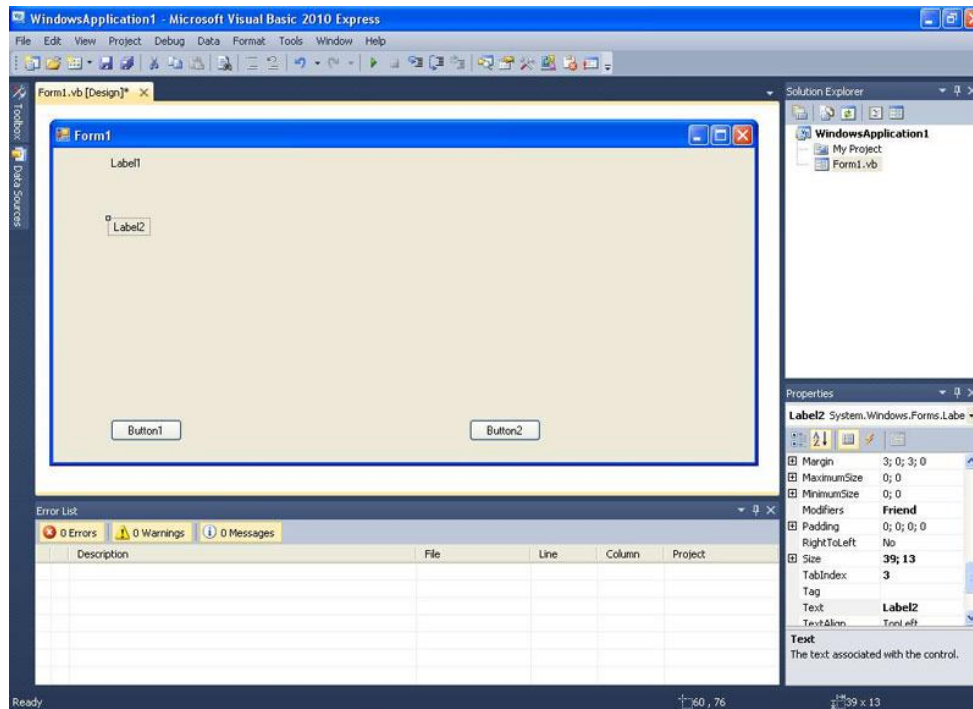 WindowsApplication1 - Microsoft Visual Basic 2010 Express
File Edit View Project Debug Data Format Tools Window Help
Toolbox
Data Sources
Form1.vb [Design]*
Form1
Label1
Label2
Button1 Button2
Error List
0 Errors 0 Warnings 0 Messages
Description File Line Column Project
Solution Explorer
WindowsApplication1
My Project
Form1.vb
Properties
Label2 System.Windows.Forms.Labe
Margin 3; 0; 3; 0
MaximumSize 0; 0
MinimumSize 0; 0
Modifiers Friend
Padding 0; 0; 0; 0
RightToLeft No
Size 39; 13
TabIndex 3
Tag
Text Label2
TextAlign TopLeft
Text
The text associated with the control.
Ready 60 , 76 39 x 13